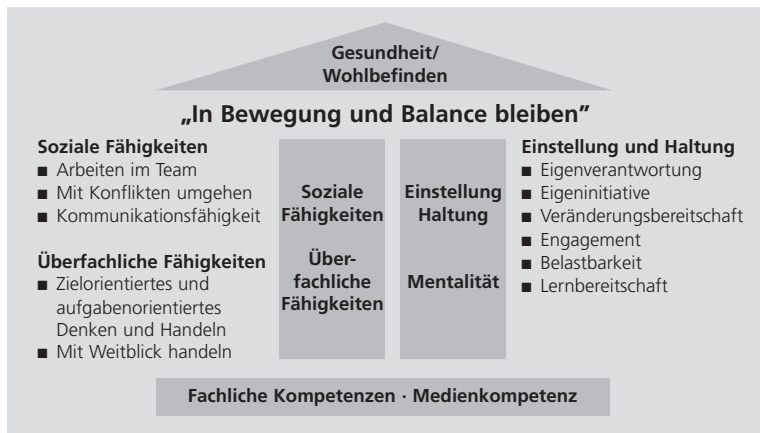 Gesundheit/
Wohlbefinden
„In Bewegung und Balance bleiben”
Soziale Fähigkeiten
■ Arbeiten im Team
■ Mit Konflikten umgehen
■ Kommunikationsfähigkeit
Überfachliche Fähigkeiten
■ Zielorientiertes und
aufgabenorientiertes
Denken und Handeln
■ Mit Weitblick handeln
Soziale
Fähigkeiten
Über-
fachliche
Fähigkeiten
Einstellung
Haltung
Mentalität
Einstellung und Haltung
■ Eigenverantwortung
■ Eigeninitiative
■ Veränderungsbereitschaft
■ Engagement
■ Belastbarkeit
■ Lernbereitschaft
Fachliche Kompetenzen · Medienkompetenz